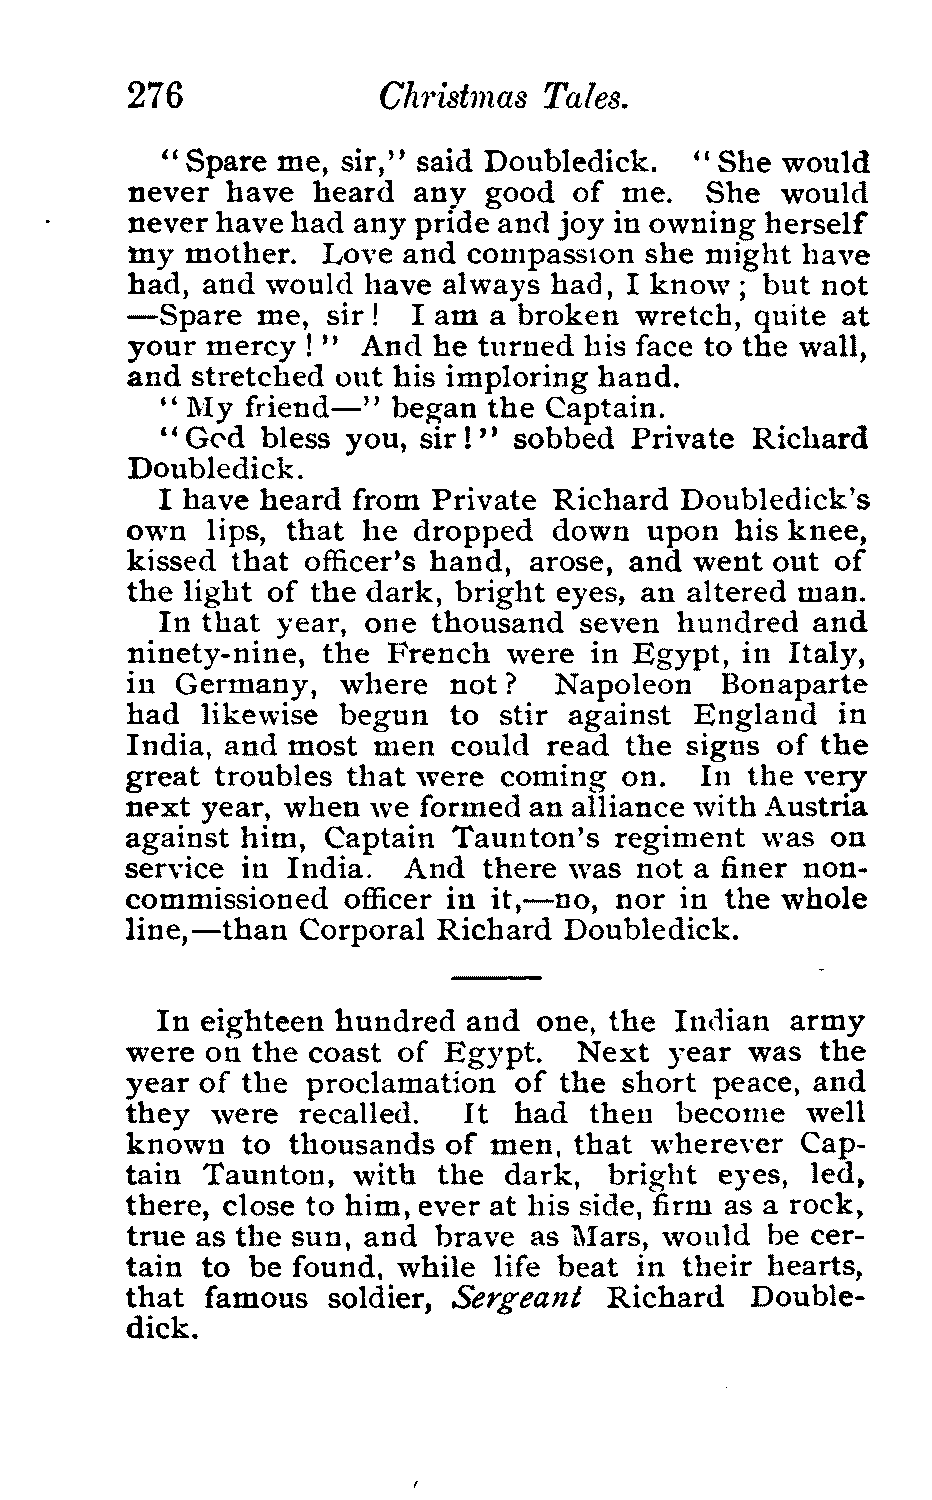 276 Christmas Tales.
"Spare me, sir," said Doubledick. "She would
never have heard any good of me. She would
never have had any pride and joy in owning herself
my mother. Love and compassion she might have
had, and would have always had, I know; but not
—Spare me, sir! I am a broken wretch, quite at
your mercy!" And he turned his face to the wall,
and stretched out his imploring hand.
"My friend—" began the Captain.
"God bless you, sir!" sobbed Private Richard
Doubledick.
I have heard from Private Richard Doubledick's
own lips, that he dropped down upon his knee,
kissed that officer's hand, arose, and went out of
the light of the dark, bright eyes, an altered man.
In that year, one thousand seven hundred and
ninety-nine, the French were in Egypt, in Italy,
in Germany, where not? Napoleon Bonaparte
had likewise begun to stir against England in
India, and most men could read the signs of the
great troubles that were coming on. In the very
next year, when we formed an alliance with Austria
against him, Captain Taunton's regiment was on
service in India. And there was not a finer non-
commissioned officer in it,—no, nor in the whole
line,—than Corporal Richard Doubledick.
In eighteen hundred and one, the Indian army
were on the coast of Egypt. Next year was the
year of the proclamation of the short peace, and
they were recalled. It had then become well
known to thousands of men, that wherever Cap-
tain Taunton, with the dark, bright eyes, led,
there, close to him, ever at his side, firm as a rock,
true as the sun, and brave as Mars, would be cer-
tain to be found, while life beat in their hearts,
that famous soldier, Sergeant Richard Double-
dick.